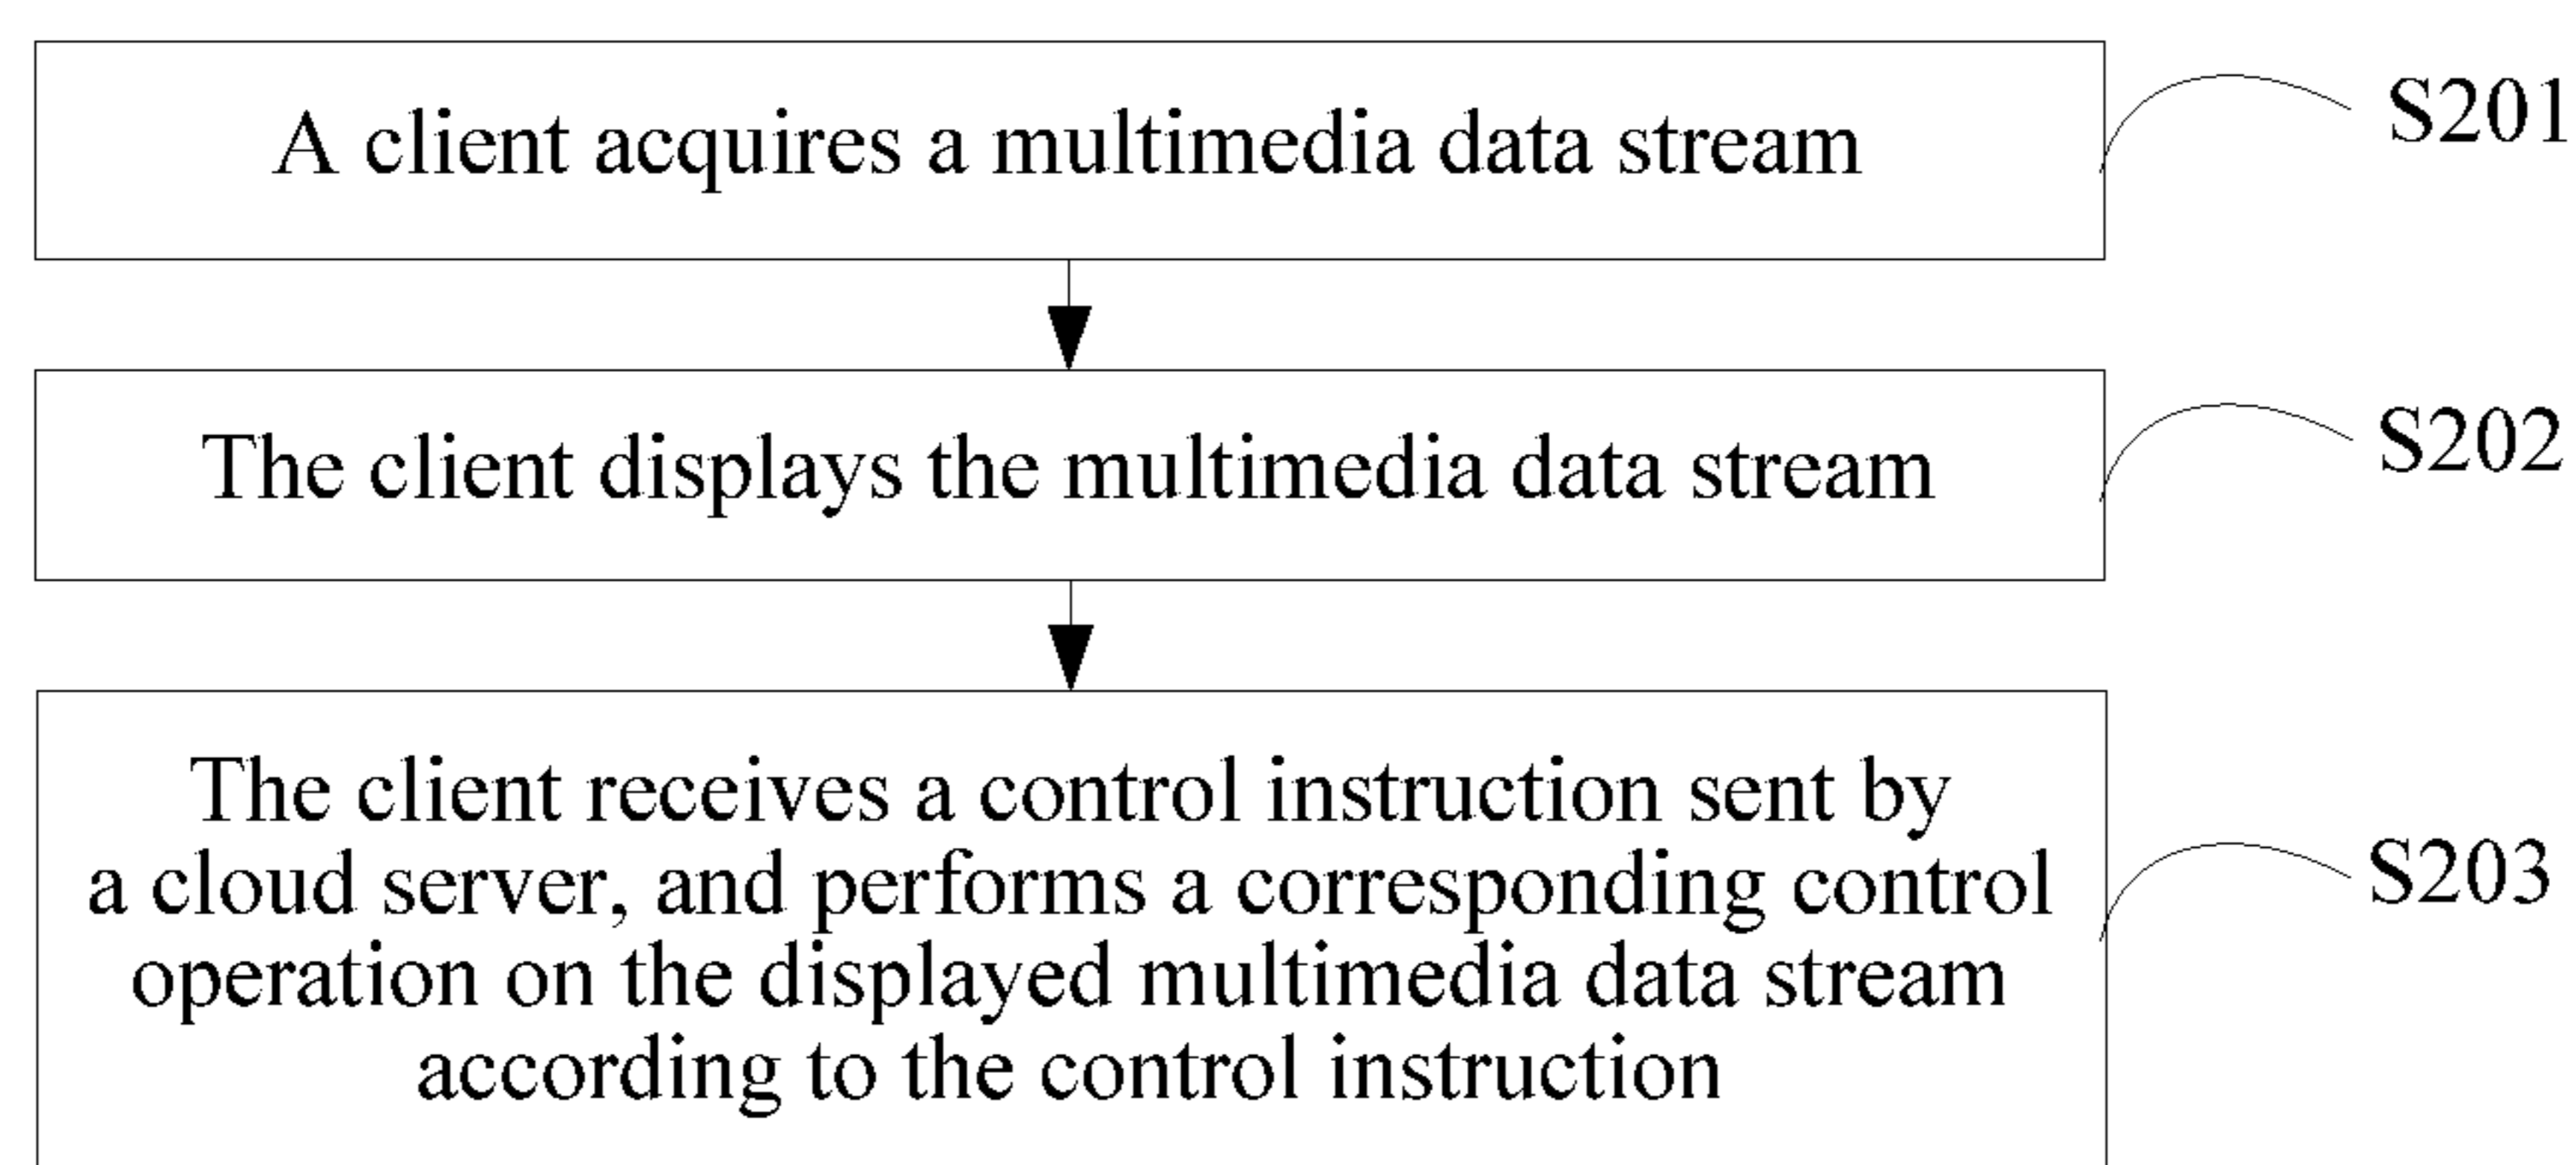 A client acquires a multimedia data stream
S201
The client displays the multimedia data stream
S202
The client receives a control instruction sent by
a cloud server, and performs a corresponding control
operation on the displayed multimedia data stream
according to the control instruction
S203